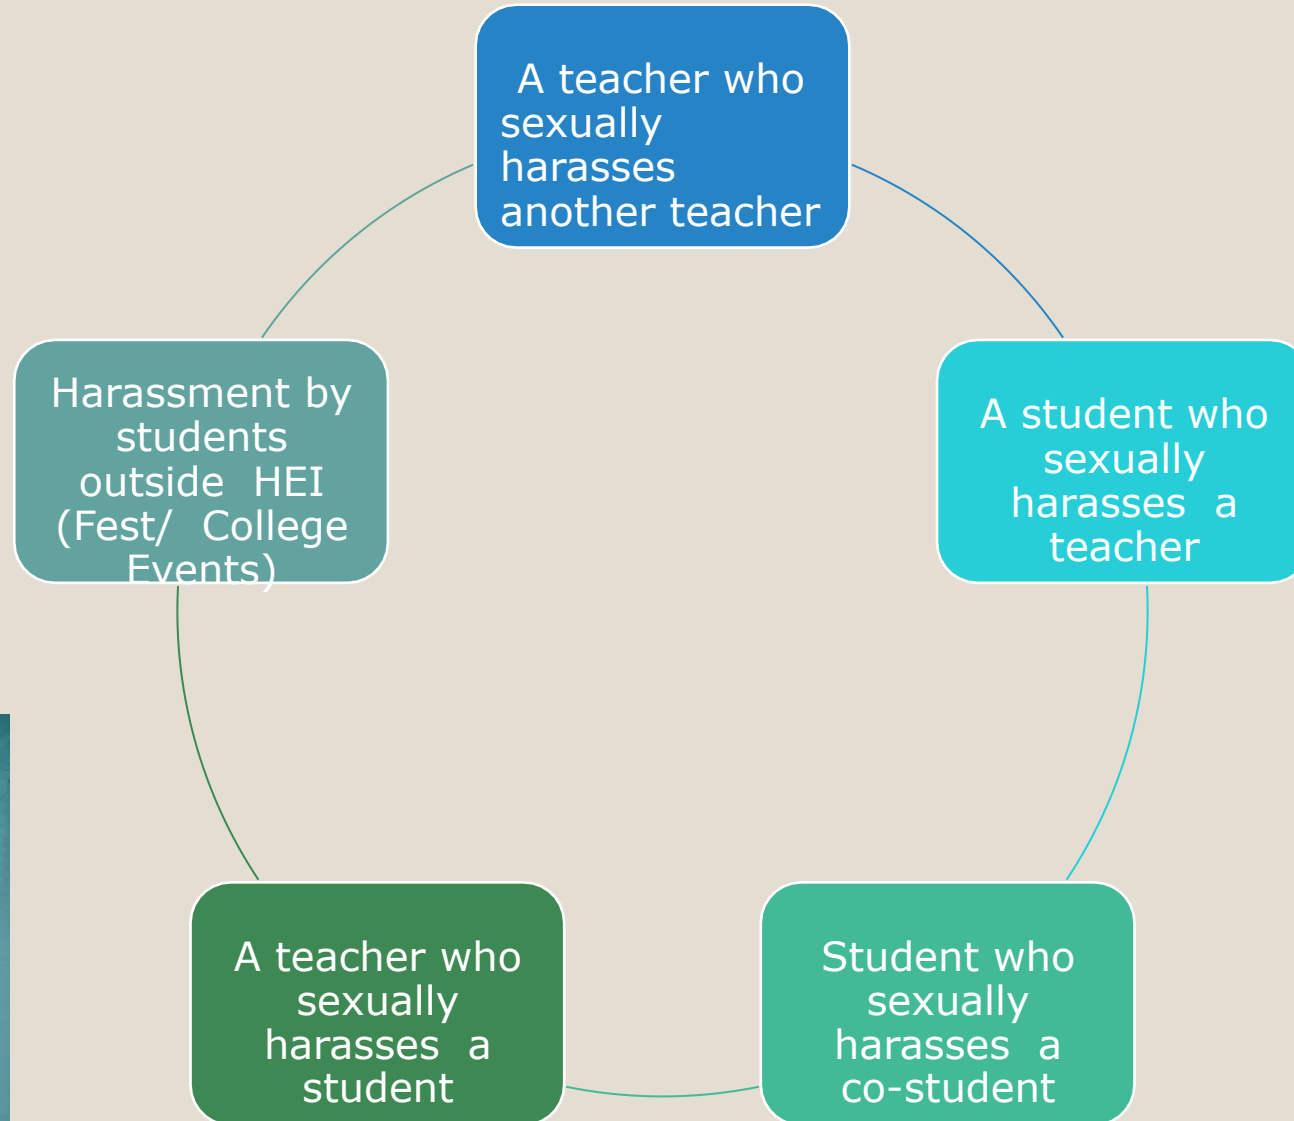 A teacher who
sexually
harasses
another teacher
A student who
sexually
harasses a
teacher
Student who
sexually
harasses a
co-student
A teacher who
sexually
harasses a
student
Harassment by
students
outside HEI
(Fest/ College
Events)